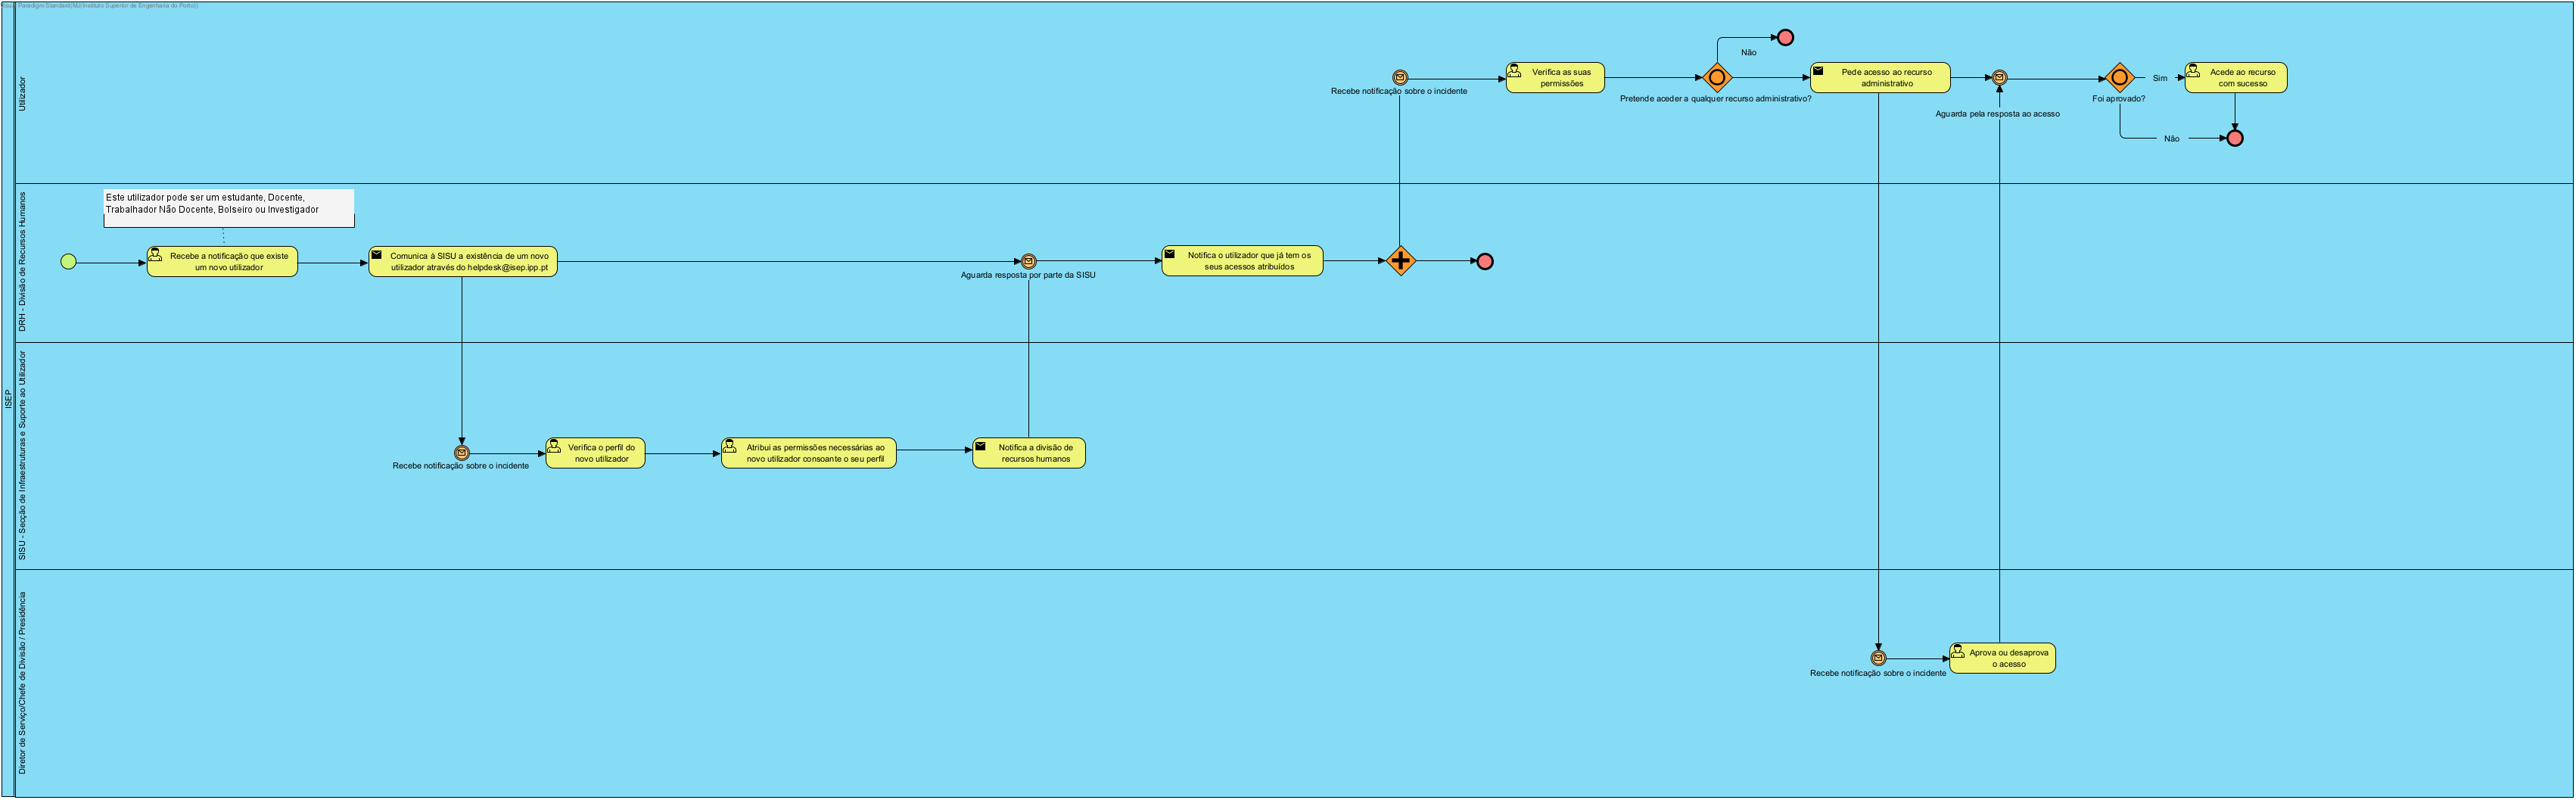 Visual Paradigm Standard(MJ(Instituto Superior de Engenharia do Porto))
ISEP
Utilizador
Recebe notificação sobre o incidente
Verifica as suas
permissões
Não
Pretende aceder a qualquer recurso administrativo?
Pede acesso ao recurso
administrativo
Aguarda pela resposta ao acesso
Foi aprovado?
Sim
Não
Acede ao recurso
com sucesso
DRH - Divisão de Recursos Humanos
Este utilizador pode ser um estudante, Docente,
Trabalhador Não Docente, Bolseiro ou Investigador
Recebe a notificação que existe
um novo utilizador
Comunica á SISU a existência de um novo
utilizador através do helpdesk@isep.ipp.pt
Aguarda resposta por parte da SISU
Notifica o utilizador que já tem os
seus acessos atribuídos
SISU - Secção de Infraestruturas e Suporte ao Utilizador
Recebe notificação sobre o incidente
Verifica o perfil do
novo utilizador
Atribui as permissões necessárias ao
novo utilizador consoante o seu perfil
Notifica a divisão de
recursos humanos
Diretor de Serviço/Chefe de Divisão / Presidência
Recebe notificação sobre o incidente
Aprova ou desaprova
o acesso